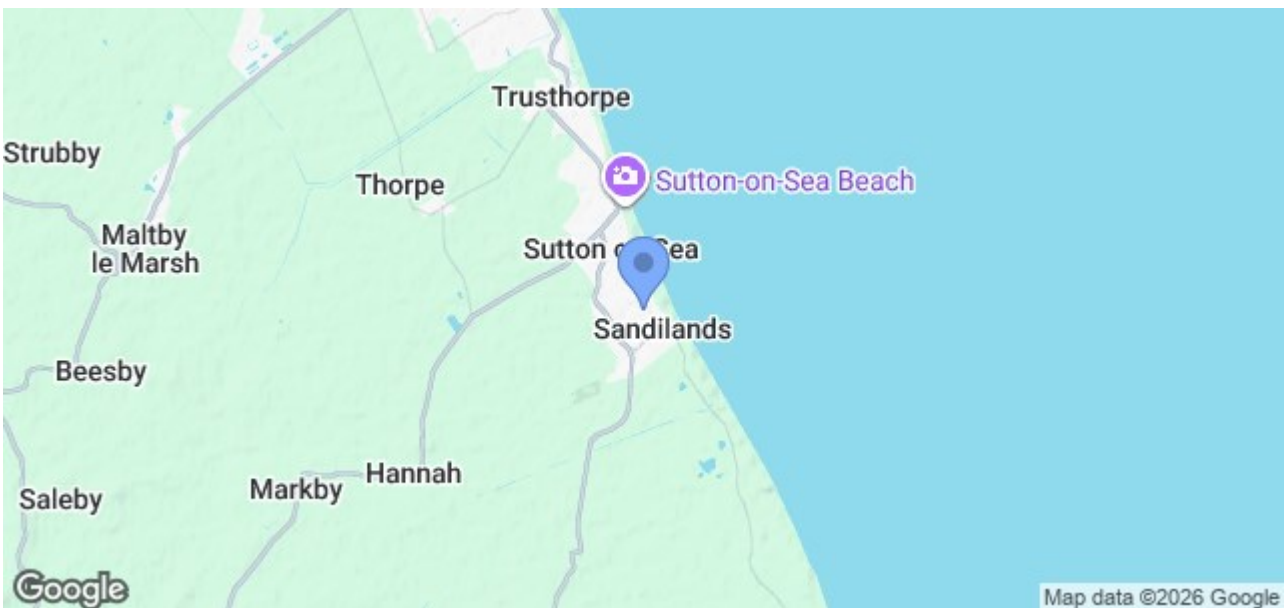 Trusthorpe
Strubby
Thorpe
Sutton-on-Sea Beach
Maltby
le Marsh
Sutton on Sea
Sandilands
Beesby
Hannah
Markby
Saleby
Google
Map data ©2026 Google